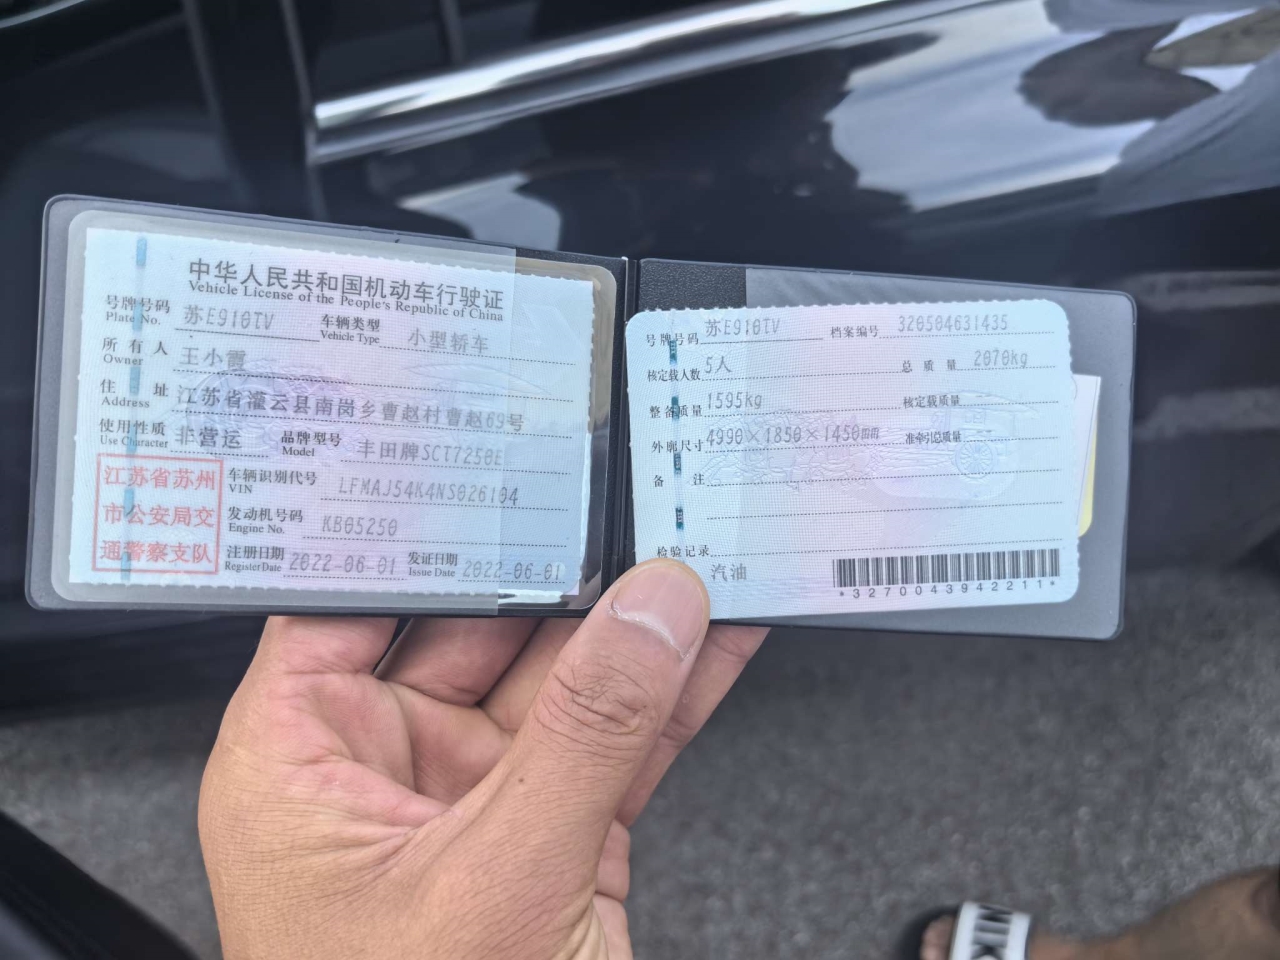 中华人民共和国机动车行驶证
Vehicle License of the People's Republic of China
号牌号码 苏E910TV 车辆类型 小型轿车
Plate No. Vehicle Type
所有人 王小霞
Owner
住址 江苏省灌云县南岗乡曹赵村曹赵69号
Address
使用性质 非营运 品牌型号 丰田牌SCT7250E
Use Character Model
江苏省苏州
市公安局交
通警察支队
车辆识别代号 LFMAJ54K4NS026104
VIN
发动机号码 KB05250
Engine No.
注册日期 2022-06-01 发证日期 2022-06-01
Register Date Issue Date
号牌号码 苏E910TV 档案编号 320504631435
核定载人数 5人 总质量 2070kg
整备质量 1595kg 核定载质量
外廓尺寸 4990×1850×1450mm 准牵引总质量
备注
检验记录
汽油
*3270043942211*